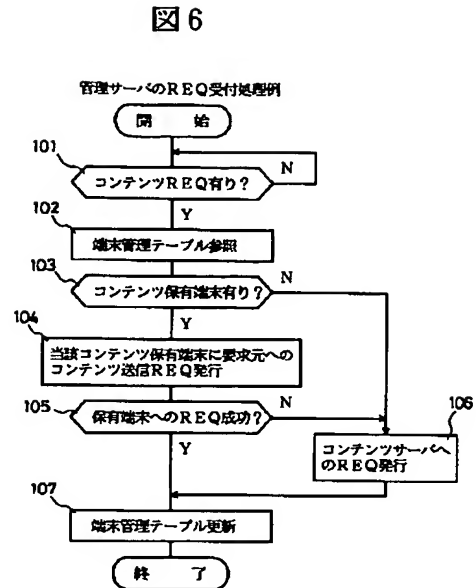 図6
管理サーバのREQ受付処理例
開 始
101
コンテンツREQ有り?
N
Y
102
端末管理テーブル参照
103
コンテンツ保有端末有り?
N
Y
104
当該コンテンツ保有端末に要求元への
コンテンツ送信REQ発行
105
保有端末へのREQ成功?
N
Y
106
コンテンツサーバへ
のREQ発行
107
端末管理テーブル更新
終 了